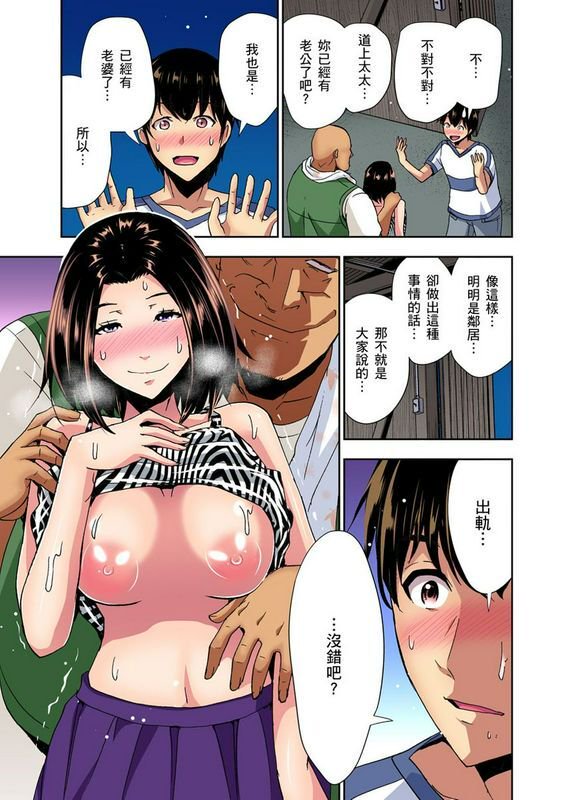 不…
不對不對…
道上太太…
妳已經有
老公了吧？
我也是…
已經有
老婆了…
所以…
像這樣…
明明是鄰居…
卻做出這種
事情的話…
那不就是
大家說的…
出軌…
…沒錯吧？